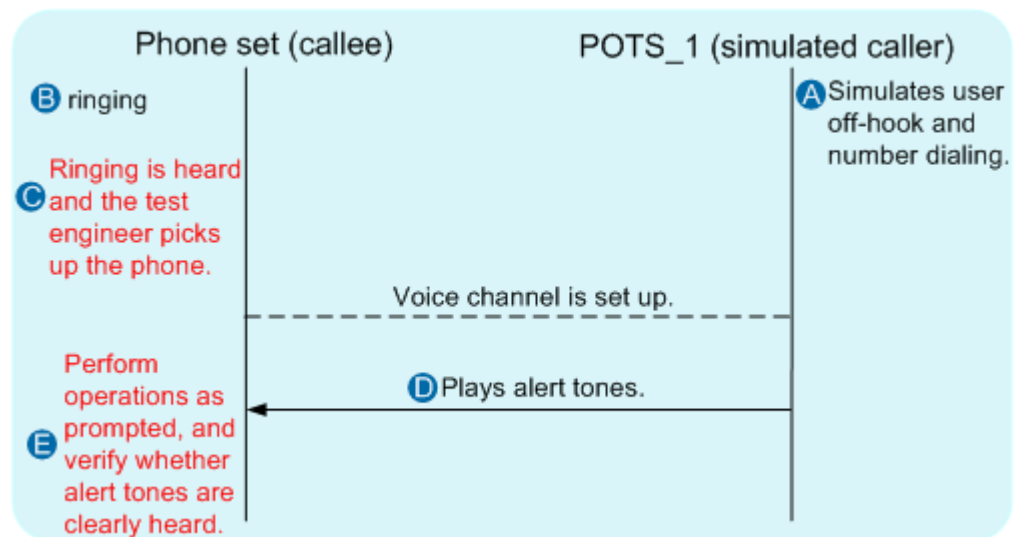 Phone set (callee)
POTS_1 (simulated caller)
B ringing
A Simulates user
off-hook and
number dialing.
Ringing is heard
C and the test
engineer picks
up the phone.
Voice channel is set up.
D Plays alert tones.
Perform
operations as
prompted, and
E verify whether
alert tones are
clearly heard.